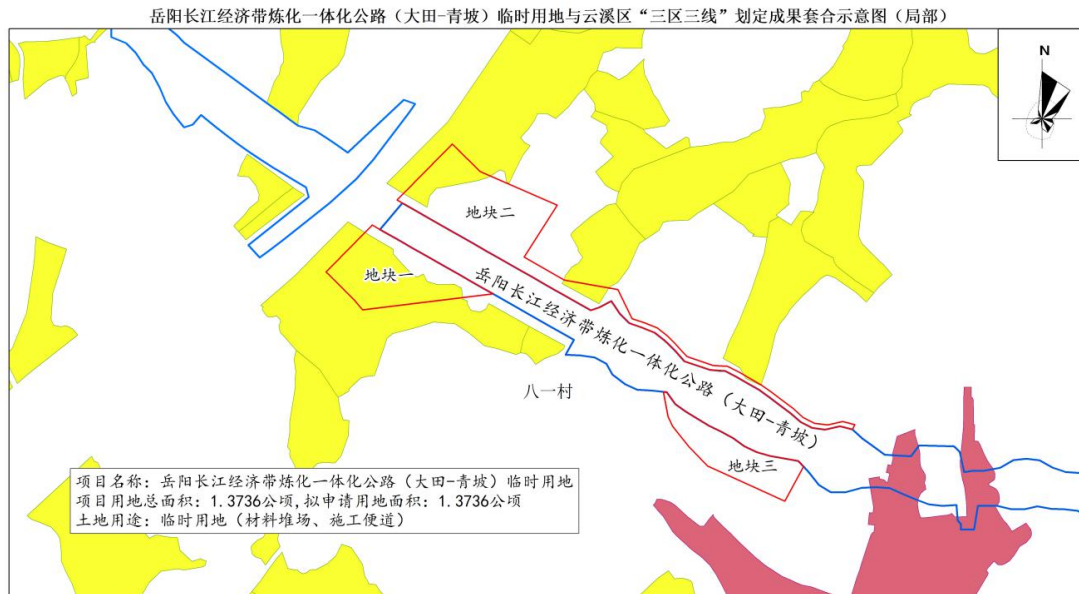 岳阳长江经济带炼化一体化公路（大田-青坡）临时用地与云溪区“三区三线”划定成果套合示意图（局部）
N
地块二
地块一
岳阳长江经济带炼化一体化公路（大田-青坡）
八一村
地块三
项目名称：岳阳长江经济带炼化一体化公路（大田-青坡）临时用地
项目用地总面积：1.3736公顷,拟申请用地面积：1.3736公顷
土地用途：临时用地（材料堆场、施工便道）